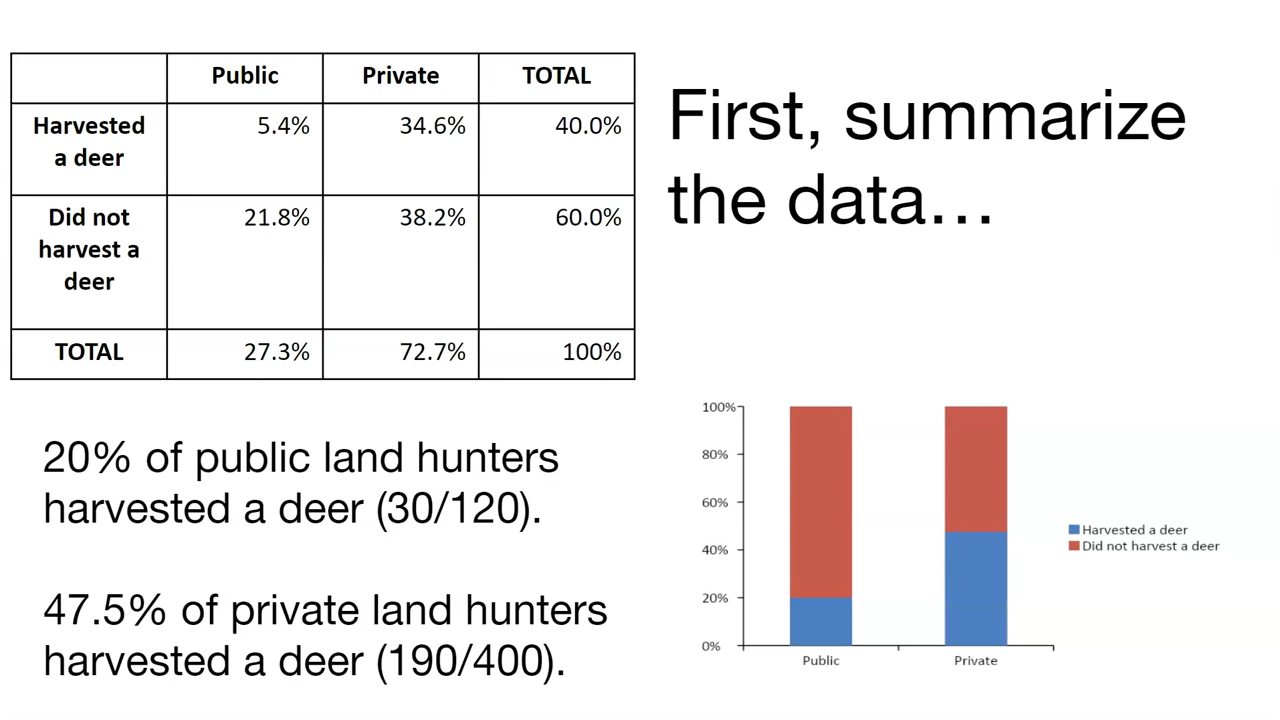 Public Private TOTAL
Harvested
a deer
5.4% 34.6% 40.0%
Did not
harvest a
deer
21.8% 38.2% 60.0%
TOTAL 27.3% 72.7% 100%
First, summarize
the data…
20% of public land hunters
harvested a deer (30/120).
47.5% of private land hunters
harvested a deer (190/400).
100%
80%
60%
40%
20%
0%
Public Private
Harvested a deer
Did not harvest a deer